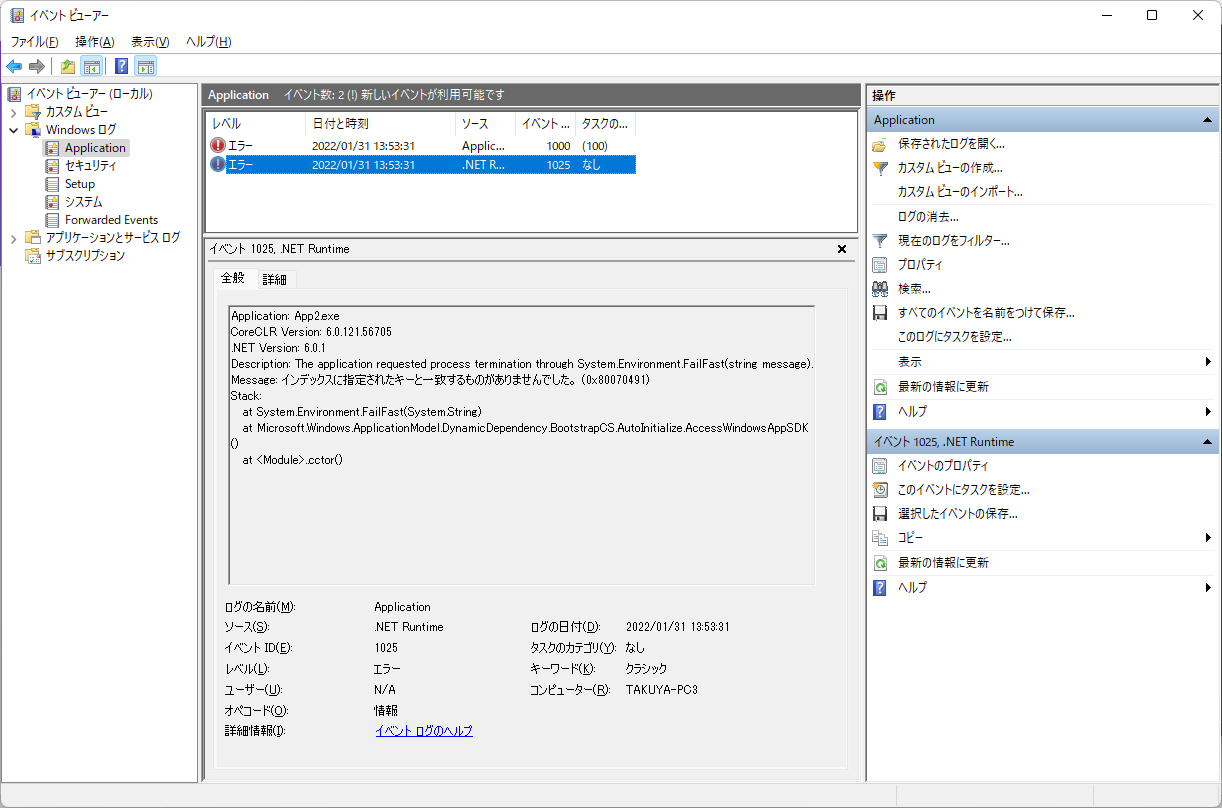 イベント ビューアー
ファイル(F) 操作(A) 表示(V) ヘルプ(H)
イベント ビューアー (ローカル)
カスタム ビュー
Windows ログ
Application
セキュリティ
Setup
システム
Forwarded Events
アプリケーションとサービス ログ
サブスクリプション
Application イベント数: 2 (!) 新しいイベントが利用可能です
レベル 日付と時刻 ソース イベント ... タスクの...
エラー 2022/01/31 13:53:31 Applic... 1000 (100)
エラー 2022/01/31 13:53:31 .NET R... 1025 なし
イベント 1025, .NET Runtime
全般 詳細
Application: App2.exe
CoreCLR Version: 6.0.121.56705
.NET Version: 6.0.1
Description: The application requested process termination through System.Environment.FailFast(string message).
Message: インデックスに指定されたキーと一致するものがありませんでした。 (0x80070491)
Stack:
at System.Environment.FailFast(System.String)
at Microsoft.Windows.ApplicationModel.DynamicDependency.BootstrapCS.AutoInitialize.AccessWindowsAppSDK
()
at <Module>..cctor()
ログの名前(M): Application
ソース(S): .NET Runtime ログの日付(D): 2022/01/31 13:53:31
イベント ID(E): 1025 タスクのカテゴリ(Y): なし
レベル(L): エラー キーワード(K): クラシック
ユーザー(U): N/A コンピューター(R): TAKUYA-PC3
オペコード(O): 情報
詳細情報(I): イベント ログのヘルプ
操作
Application
保存されたログを開く...
カスタム ビューの作成...
カスタム ビューのインポート...
ログの消去...
現在のログをフィルター...
プロパティ
検索...
すべてのイベントを名前をつけて保存...
このログにタスクを設定...
表示
最新の情報に更新
ヘルプ
イベント 1025, .NET Runtime
イベントのプロパティ
このイベントにタスクを設定...
選択したイベントの保存...
コピー
最新の情報に更新
ヘルプ